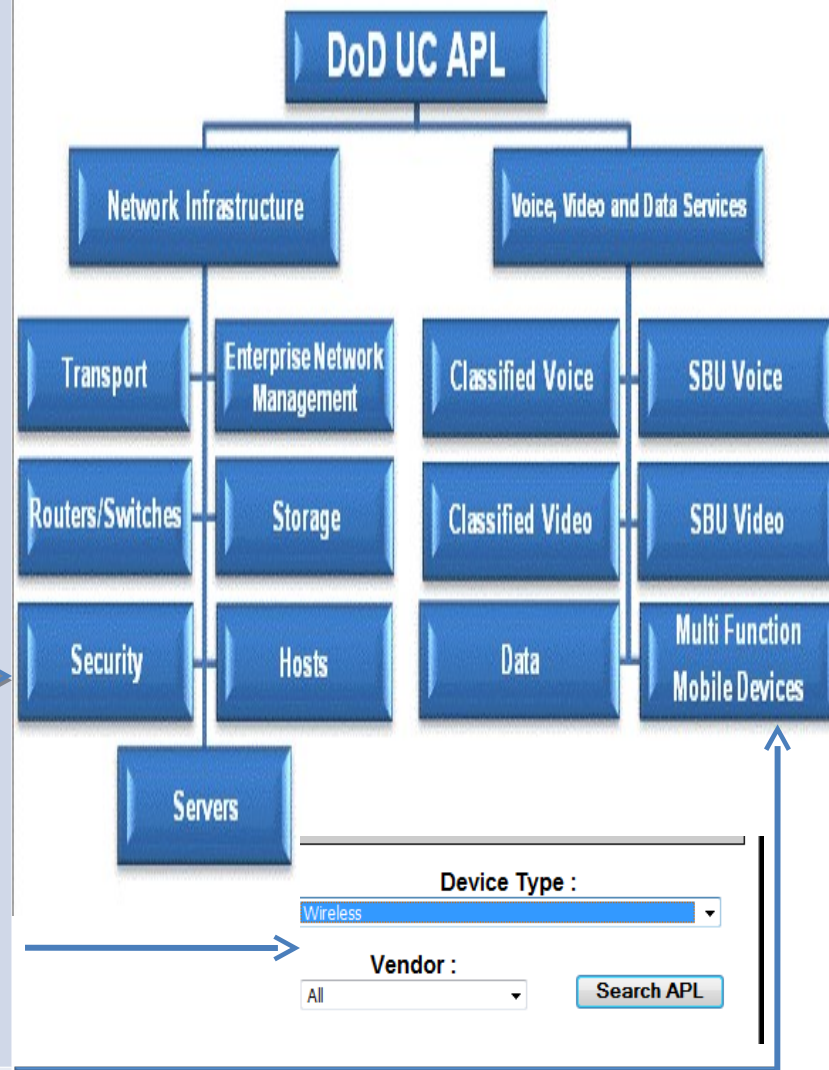 DoD UC APL
Network Infrastructure
Voice, Video and Data Services
Transport
Enterprise Network
Management
Classified Voice
SBU Voice
Routers/Switches
Storage
Classified Video
SBU Video
Security
Hosts
Data
Multi Function
Mobile Devices
Servers
Device Type :
Wireless
Vendor :
All
Search APL